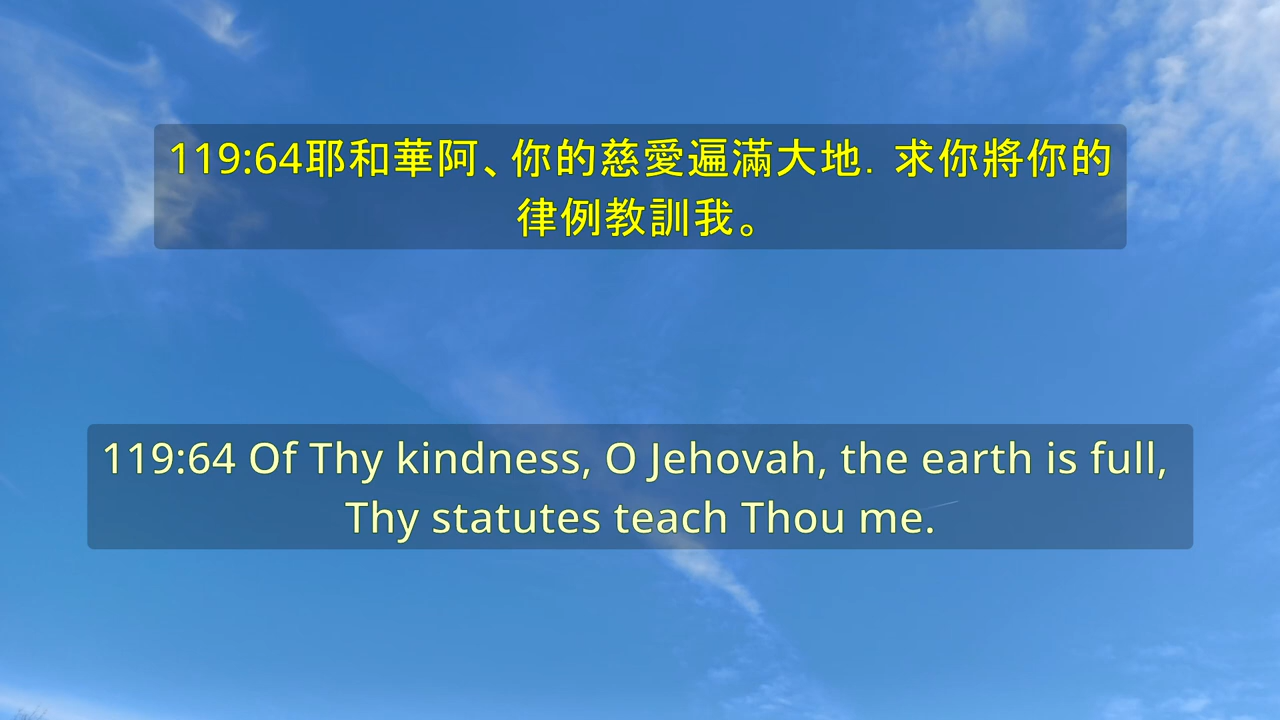 119:64耶和華阿、你的慈愛遍滿大地．求你將你的
律例教訓我。
119:64 Of Thy kindness, O Jehovah, the earth is full,
Thy statutes teach Thou me.